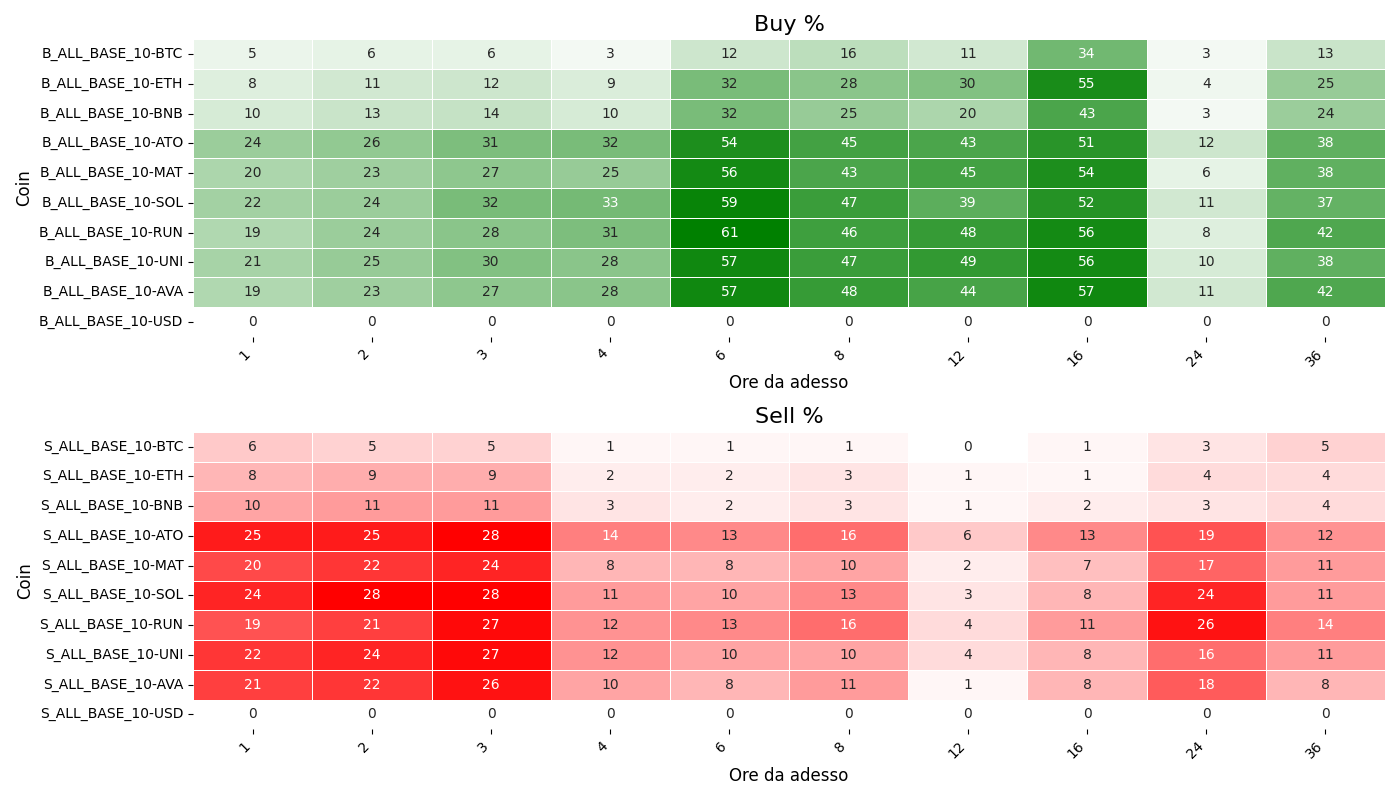 Buy %
Coin
B_ALL_BASE_10-BTC 5 6 6 3 12 16 11 34 3 13
B_ALL_BASE_10-ETH 8 11 12 9 32 28 30 55 4 25
B_ALL_BASE_10-BNB 10 13 14 10 32 25 20 43 3 24
B_ALL_BASE_10-ATO 24 26 31 32 54 45 43 51 12 38
B_ALL_BASE_10-MAT 20 23 27 25 56 43 45 54 6 38
B_ALL_BASE_10-SOL 22 24 32 33 59 47 39 52 11 37
B_ALL_BASE_10-RUN 19 24 28 31 61 46 48 56 8 42
B_ALL_BASE_10-UNI 21 25 30 28 57 47 49 56 10 38
B_ALL_BASE_10-AVA 19 23 27 28 57 48 44 57 11 42
B_ALL_BASE_10-USD 0 0 0 0 0 0 0 0 0 0
1 2 3 4 6 8 12 16 24 36
Ore da adesso
Sell %
Coin
S_ALL_BASE_10-BTC 6 5 5 1 1 1 0 1 3 5
S_ALL_BASE_10-ETH 8 9 9 2 2 3 1 1 4 4
S_ALL_BASE_10-BNB 10 11 11 3 2 3 1 2 3 4
S_ALL_BASE_10-ATO 25 25 28 14 13 16 6 13 19 12
S_ALL_BASE_10-MAT 20 22 24 8 8 10 2 7 17 11
S_ALL_BASE_10-SOL 24 28 28 11 10 13 3 8 24 11
S_ALL_BASE_10-RUN 19 21 27 12 13 16 4 11 26 14
S_ALL_BASE_10-UNI 22 24 27 12 10 10 4 8 16 11
S_ALL_BASE_10-AVA 21 22 26 10 8 11 1 8 18 8
S_ALL_BASE_10-USD 0 0 0 0 0 0 0 0 0 0
1 2 3 4 6 8 12 16 24 36
Ore da adesso